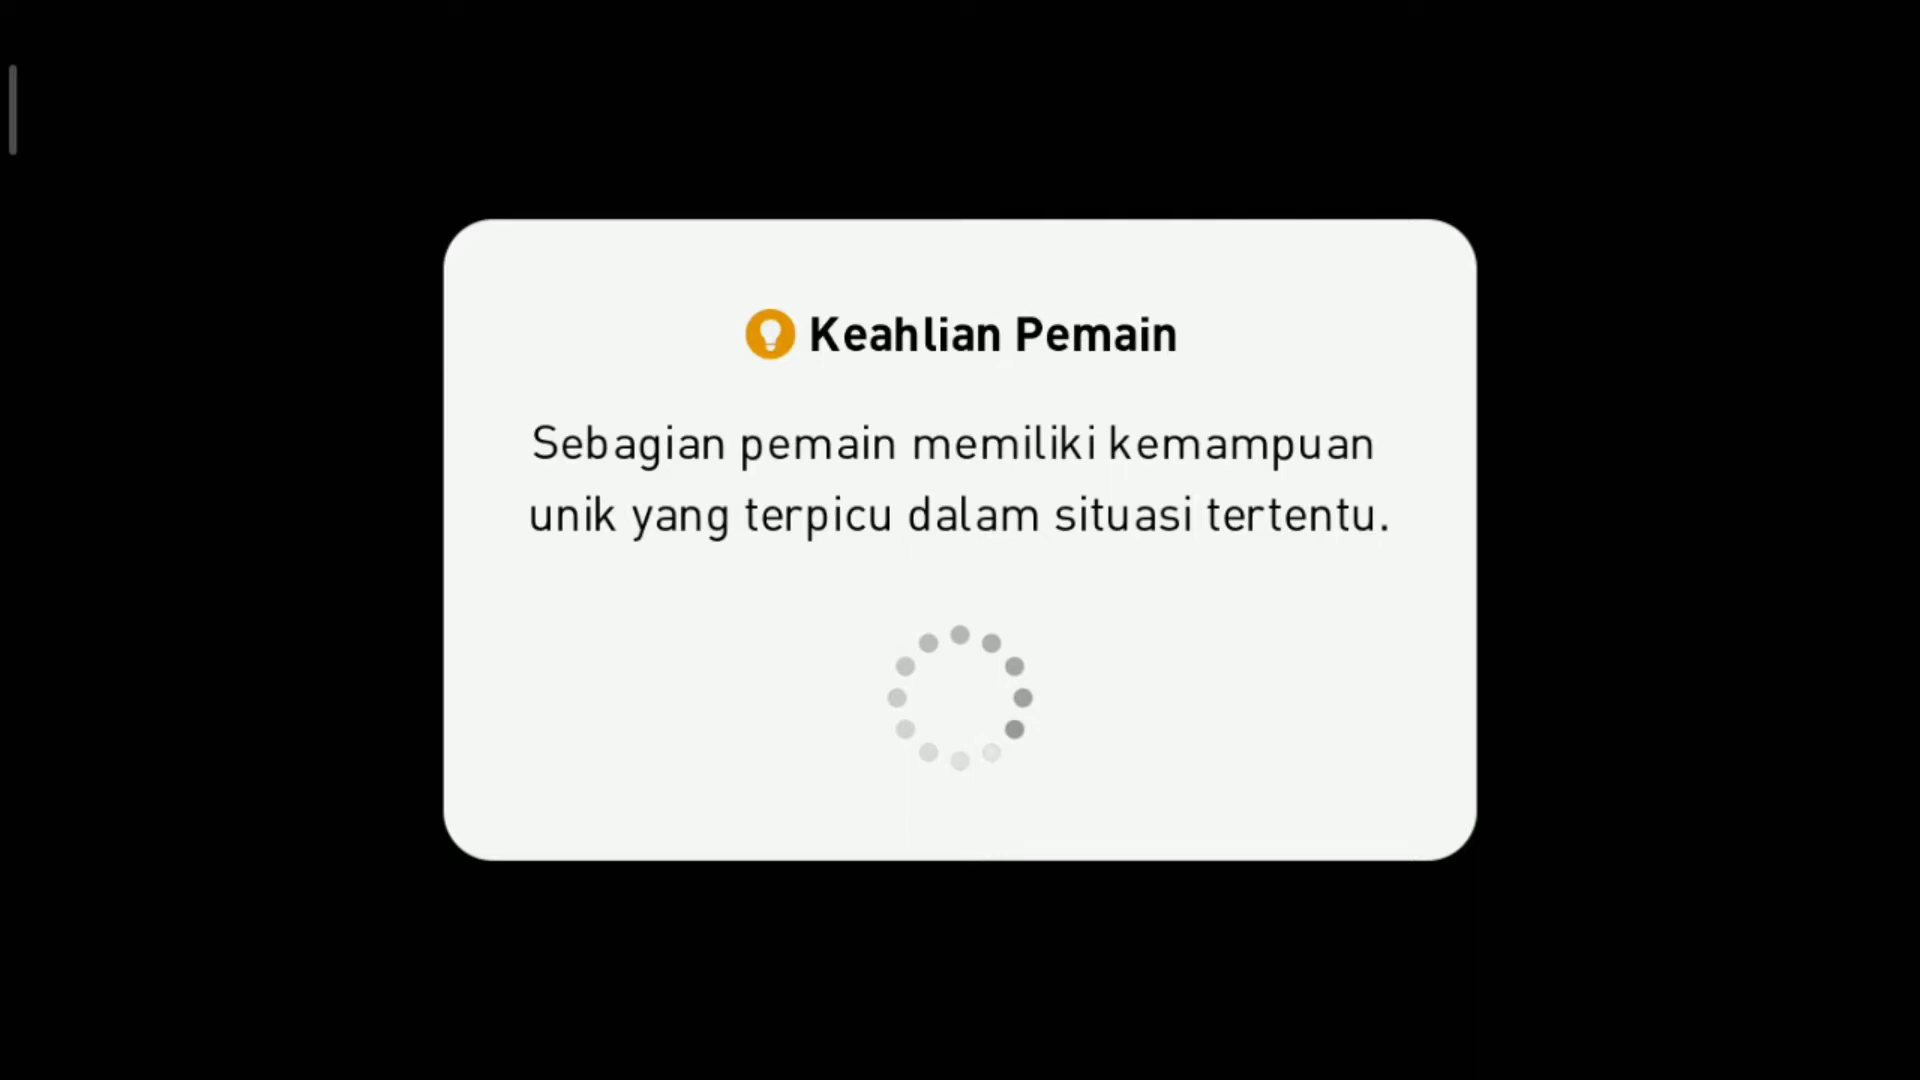 Keahlian Pemain
Sebagian pemain memiliki kemampuan
unik yang terpicu dalam situasi tertentu.